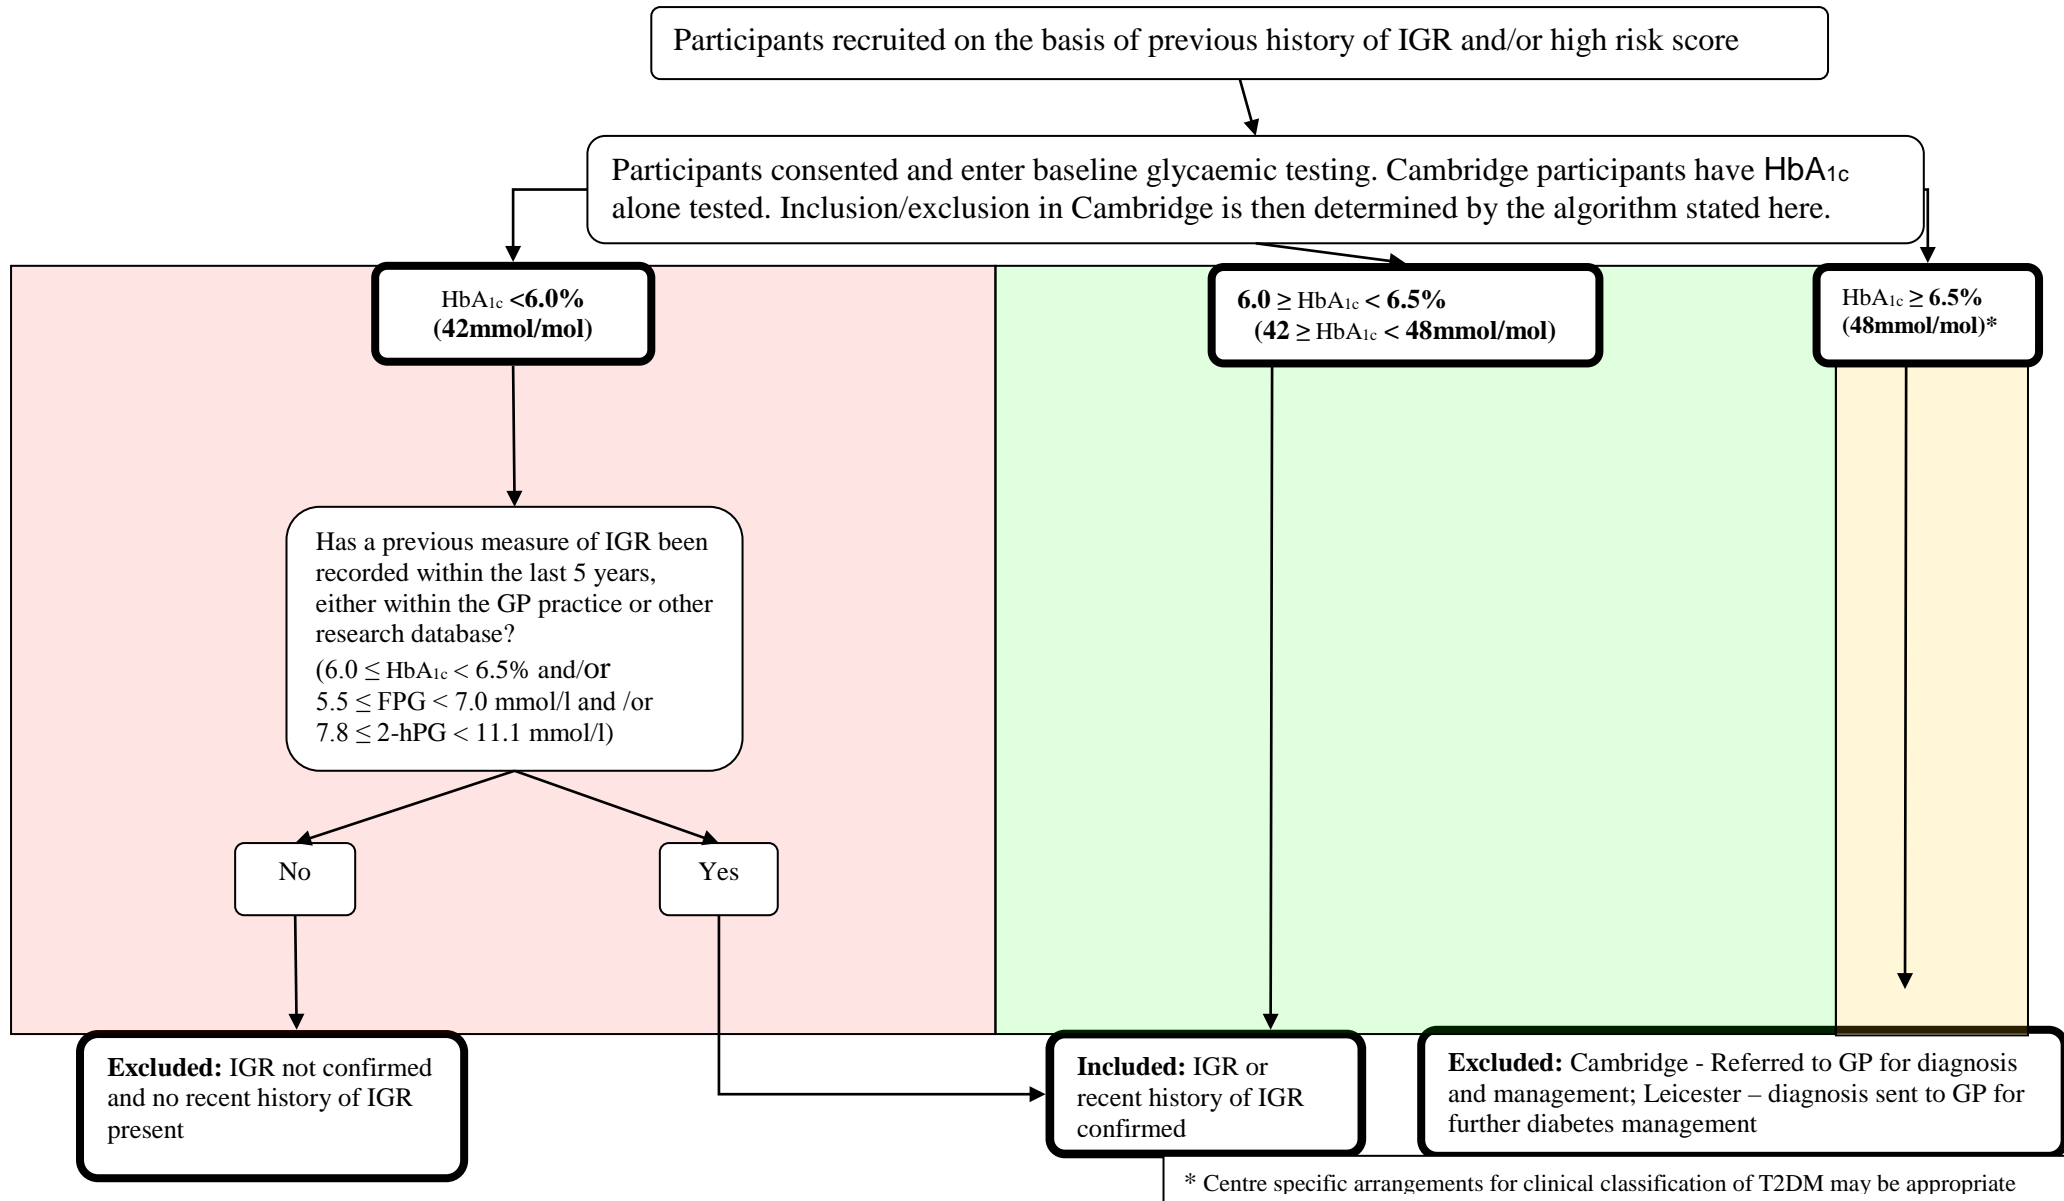 Participants recruited on the basis of previous history of IGR and/or high risk score
Participants consented and enter baseline glycaemic testing. Cambridge participants have HbA1c
alone tested. Inclusion/exclusion in Cambridge is then determined by the algorithm stated here.
HbA1c <6.0%
(42mmol/mol)
6.0 ≥ HbA1c < 6.5%
(42 ≥ HbA1c < 48mmol/mol)
HbA1c ≥ 6.5%
(48mmol/mol)*
Has a previous measure of IGR been
recorded within the last 5 years,
either within the GP practice or other
research database?
(6.0 ≤ HbA1c < 6.5% and/or
5.5 ≤ FPG < 7.0 mmol/l and /or
7.8 ≤ 2-hPG < 11.1 mmol/l)
No
Yes
Excluded: IGR not confirmed
and no recent history of IGR
present
Included: IGR or
recent history of IGR
confirmed
Excluded: Cambridge - Referred to GP for diagnosis
and management; Leicester – diagnosis sent to GP for
further diabetes management
* Centre specific arrangements for clinical classification of T2DM may be appropriate